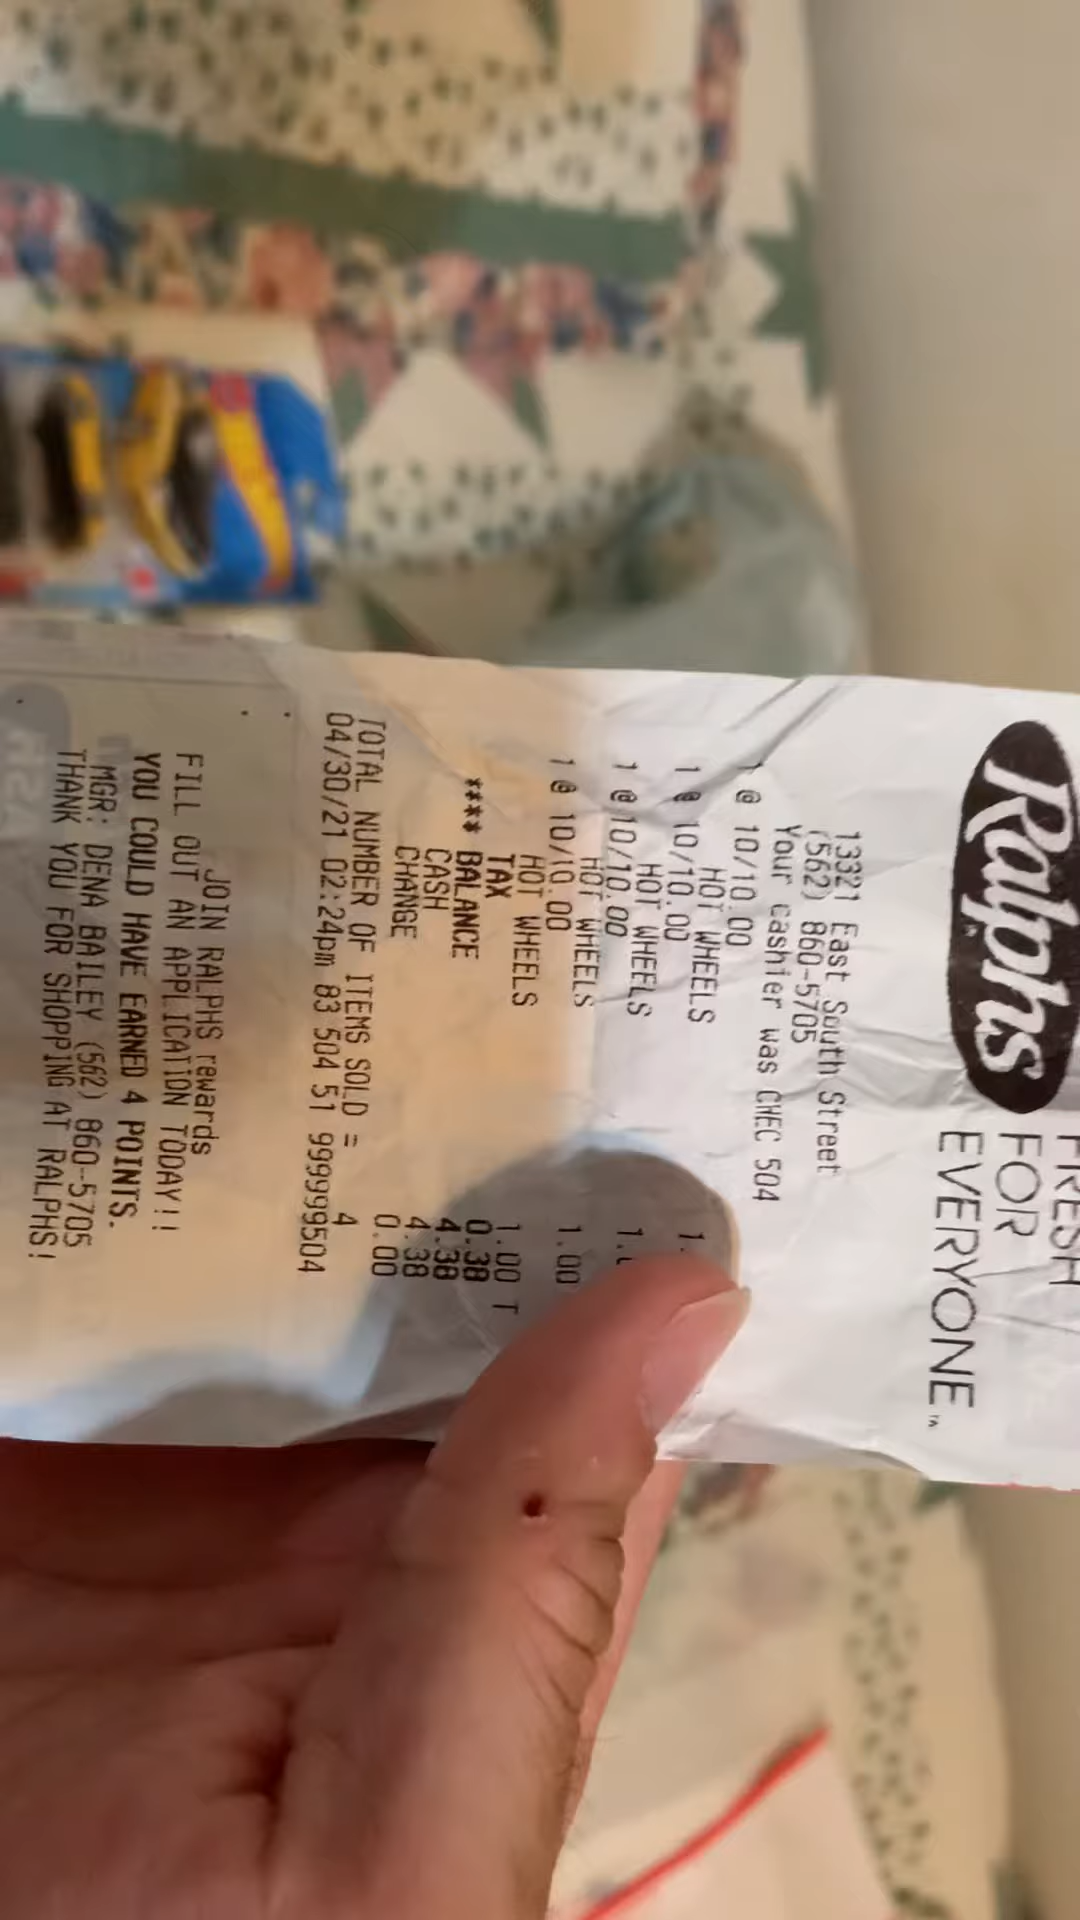 Ralphs
FRESH
FOR
EVERYONE™
13321 East South Street
(562) 860-5705
Your cashier was CHEC 504
1 @ 10/10.00
HOT WHEELS 1.
1 @ 10/10.00
HOT WHEELS 1.
1 @ 10/10.00
HOT WHEELS 1.00
1 @ 10/10.00
HOT WHEELS 1.00 T
TAX 0.38
**** BALANCE 4.38
CASH 4.38
CHANGE 0.00
TOTAL NUMBER OF ITEMS SOLD = 4
04/30/21 02:24pm 83 504 51 999999504
JOIN RALPHS rewards
FILL OUT AN APPLICATION TODAY!!
YOU COULD HAVE EARNED 4 POINTS.
MGR: DENA BAILEY (562) 860-5705
THANK YOU FOR SHOPPING AT RALPHS!